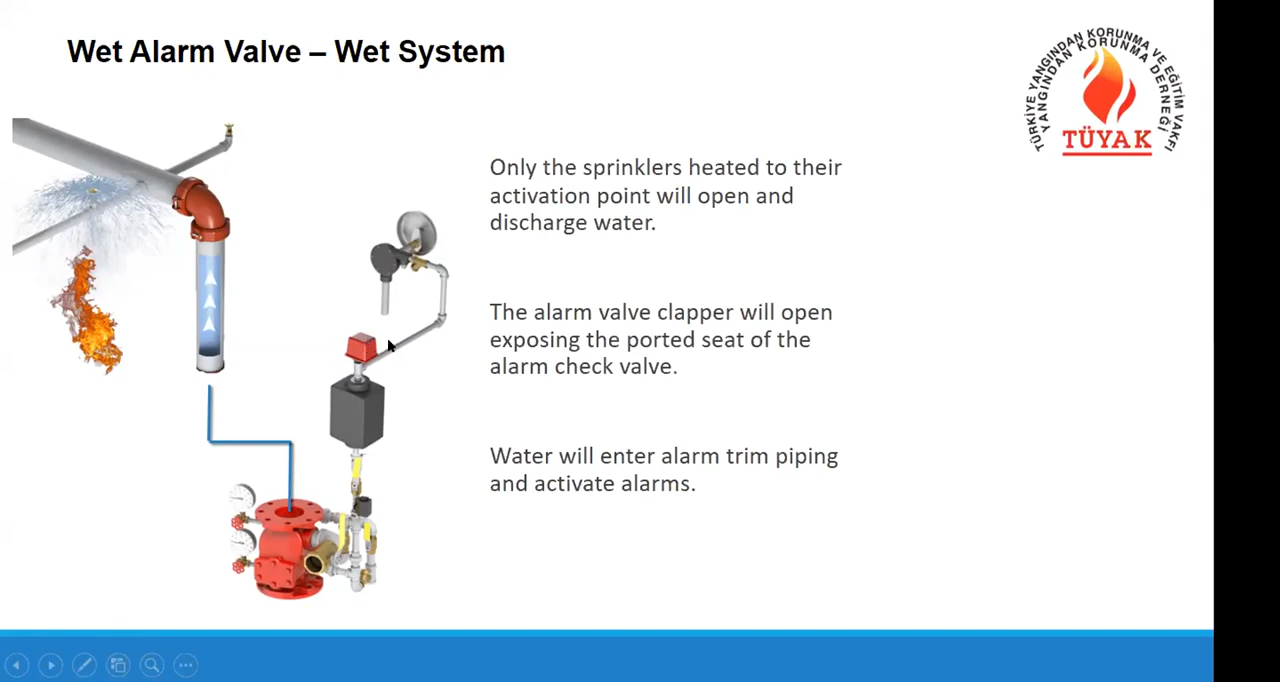 Wet Alarm Valve – Wet System
TÜRKİYE YANGINDAN KORUNMA VE EĞİTİM VAKFI
YANGINDAN KORUNMA DERNEĞİ
TÜYAK
Only the sprinklers heated to their
activation point will open and
discharge water.
The alarm valve clapper will open
exposing the ported seat of the
alarm check valve.
Water will enter alarm trim piping
and activate alarms.